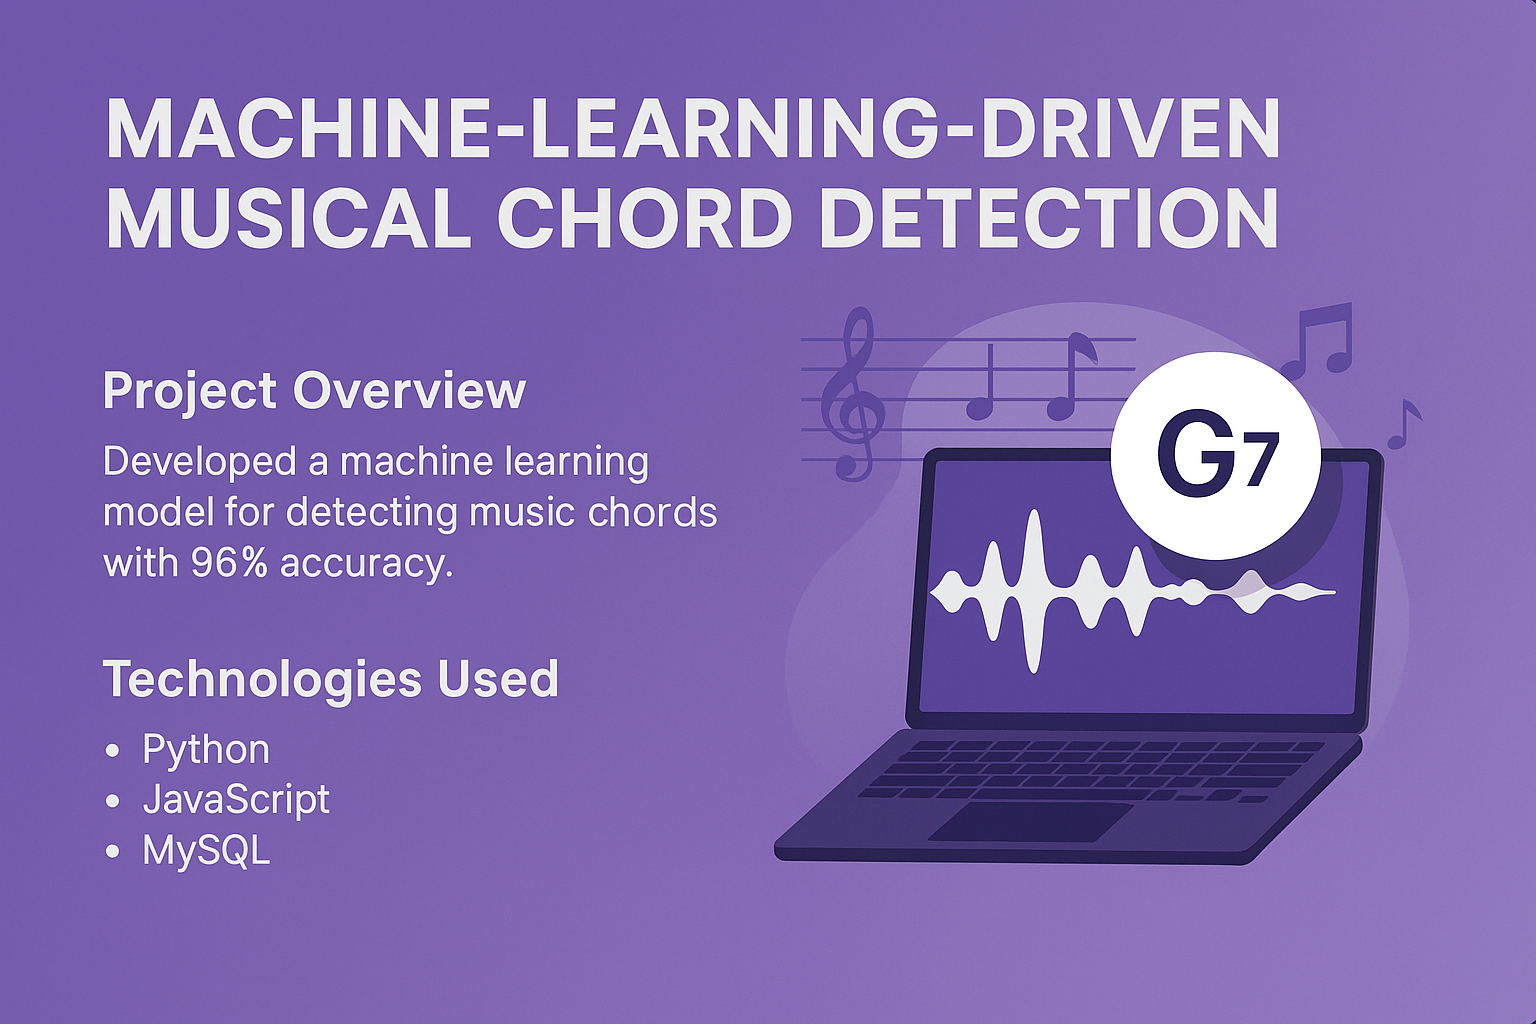 MACHINE-LEARNING-DRIVEN
MUSICAL CHORD DETECTION
Project Overview
Developed a machine learning
model for detecting music chords
with 96% accuracy.
Technologies Used
• Python
• JavaScript
• MySQL
G7